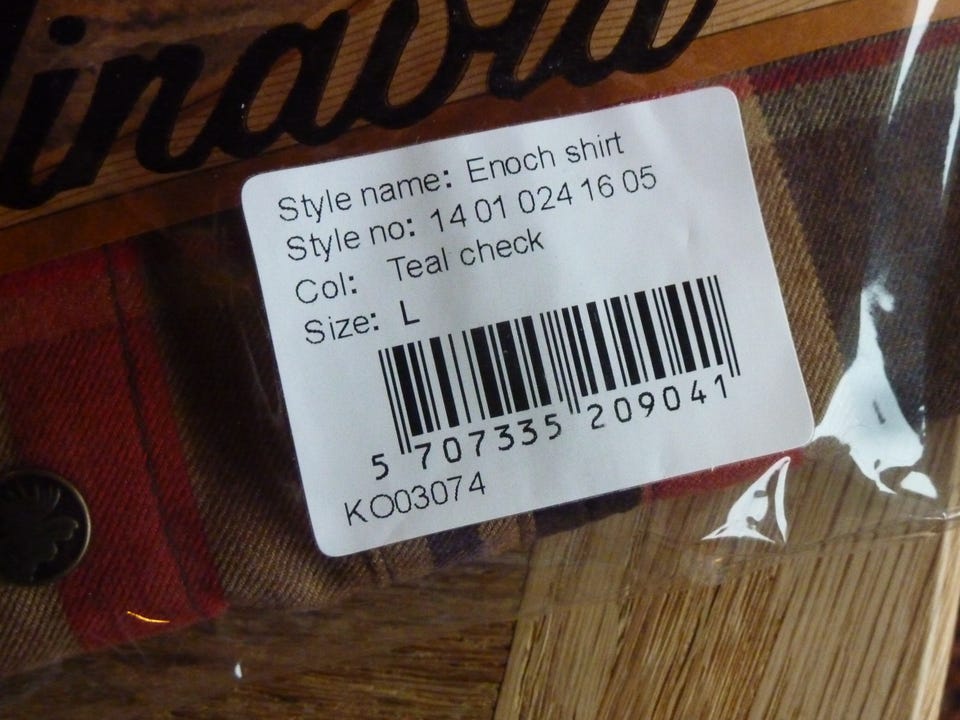 inavia
Style name: Enoch shirt
Style no: 14 01 024 16 05
Col: Teal check
Size: L
5 707335 209041
KO03074